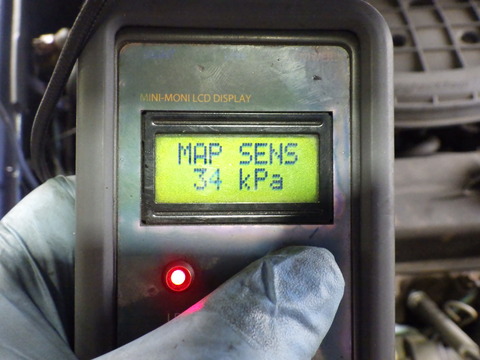 MINI-MONI LCD DISPLAY
MAP SENS
34 kPa